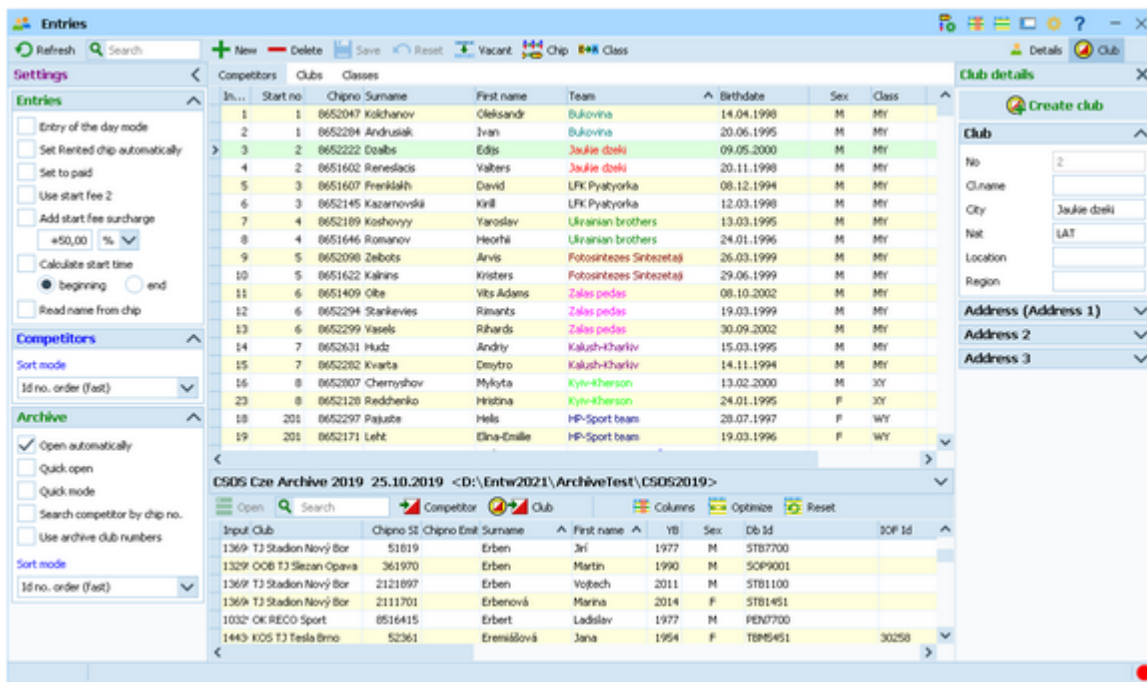 Entries
Refresh Search New Delete Save Reset Vacant Chip Class Details Club
Settings
Entries
Entry of the day mode
Set Rented chip automatically
Set to paid
Use start fee 2
Add start fee surcharge
+50,00 %
Calculate start time
beginning end
Read name from chip
Competitors
Sort mode
Id no. order (fast)
Archive
Open automatically
Quick open
Quick mode
Search competitor by chip no.
Use archive club numbers
Sort mode
Id no. order (fast)
Competitors Clubs Classes
In... Start no Chipno Surname First name Team Birthdate Sex Class
1 1 8652047 Kolchanov Oleksandr Bukovina 14.04.1998 M MY
2 1 8652284 Andrusiak Ivan Bukovina 20.06.1995 M MY
3 2 8652222 Dzalbs Edijs Jaukie dzeki 09.05.2000 M MY
4 2 8651602 Reneslacis Valters Jaukie dzeki 20.11.1998 M MY
5 3 8651607 Frenklakh David LFK Pyatyorka 08.12.1994 M MY
6 3 8652145 Kazarnovskii Kirill LFK Pyatyorka 12.03.1998 M MY
7 4 8652189 Koshovyy Yaroslav Ukrainian brothers 13.03.1995 M MY
8 4 8651646 Romanov Heorhii Ukrainian brothers 24.01.1996 M MY
9 5 8652098 Zeibots Arvis Fotosintezes Sintezetaji 26.03.1999 M MY
10 5 8651622 Kalnins Kristers Fotosintezes Sintezetaji 29.06.1999 M MY
11 6 8651409 Olte Vits Adams Zalas pedas 08.10.2002 M MY
12 6 8652294 Stankevies Rimants Zalas pedas 19.03.1999 M MY
13 6 8652299 Vasels Rihards Zalas pedas 30.09.2002 M MY
14 7 8652631 Hudz Andriy Kalush-Kharkiv 15.03.1995 M MY
15 7 8652282 Kvarta Dmytro Kalush-Kharkiv 14.11.1994 M MY
16 8 8652807 Chernyshov Mykyta Kyiv-Kherson 13.02.2000 M XY
23 8 8652128 Redchenko Hristina Kyiv-Kherson 24.01.1995 F XY
18 201 8652297 Pajuste Helis HP-Sport team 28.07.1997 F WY
19 201 8652171 Leht Elina-Emilie HP-Sport team 19.03.1996 F WY
CSOS Cze Archive 2019 25.10.2019 <D:\Entw2021\ArchiveTest\CSOS2019>
Open Search Competitor Club Columns Optimize Reset
Input Club Chipno SI Chipno Emit Surname First name YB Sex Db Id IOF Id
1369 TJ Stadion Nový Bor 51819 Erben Jirí 1977 M STB7700
1329 OOB TJ Slezan Opava 361970 Erben Martin 1990 M SOP9001
1369 TJ Stadion Nový Bor 2121897 Erben Vojtech 2011 M STB1100
1369 TJ Stadion Nový Bor 2111701 Erbenová Marina 2014 F STB1451
1032 OK RECO Sport 8516415 Erbert Ladislav 1977 M PEN7700
1443 KOS TJ Tesla Brno 52361 Eremiášová Jana 1954 F TBM5451 30258
Club details
Create club
Club
No 2
Cl.name
City Jaukie dzeki
Nat LAT
Location
Region
Address (Address 1)
Address 2
Address 3